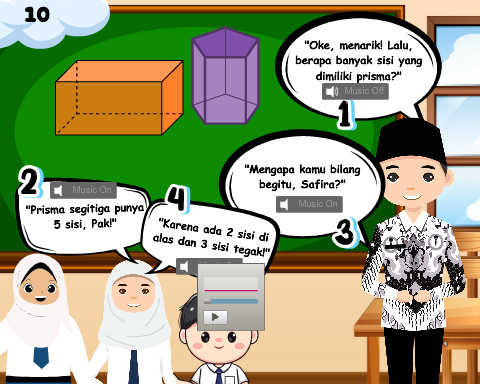 10
"Oke, menarik! Lalu,
berapa banyak sisi yang
dimiliki prisma?"
Music Off
1
2
Music On
"Prisma segitiga punya
5 sisi, Pak!"
"Mengapa kamu bilang
begitu, Safira?"
Music On
3
4
"Karena ada 2 sisi di
alas dan 3 sisi tegak!"